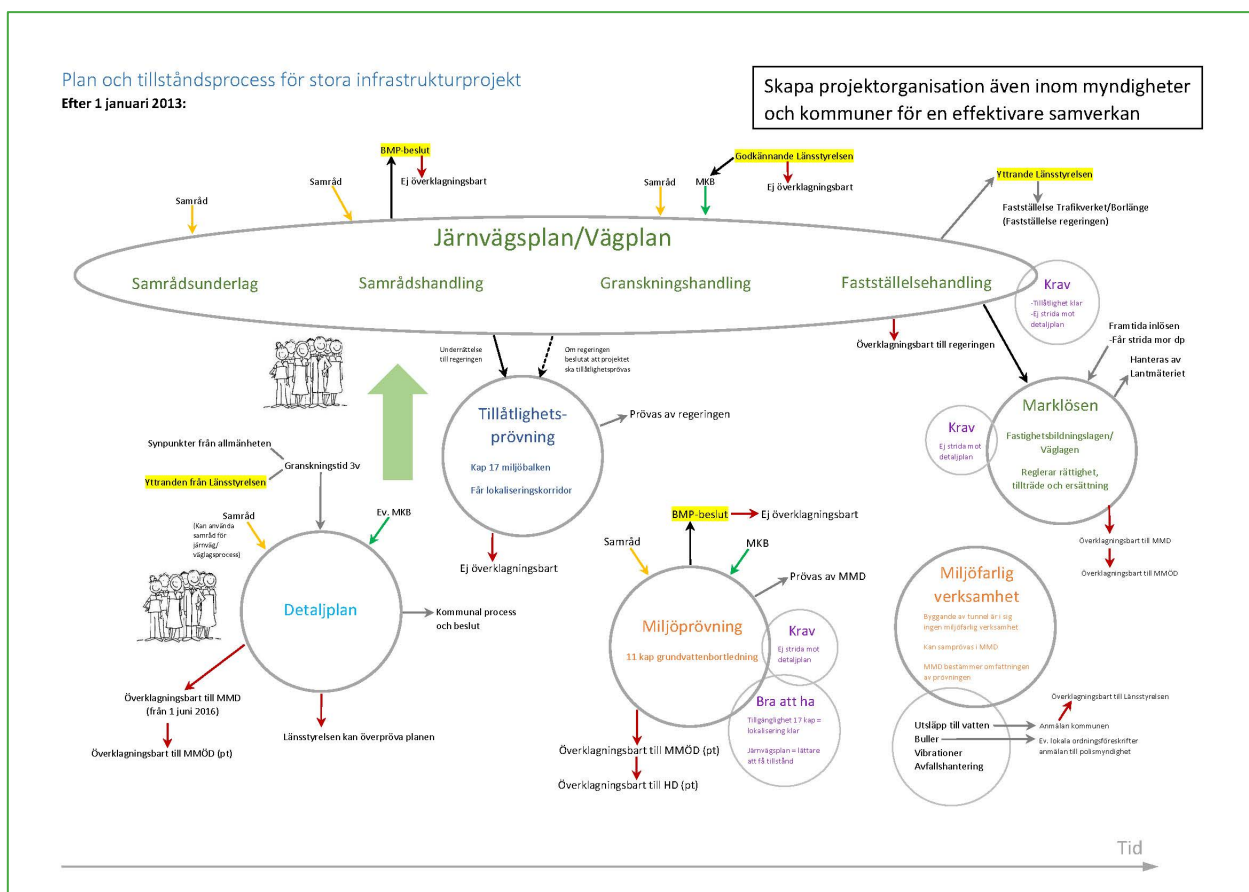 Plan och tillståndsprocess för stora infrastrukturprojekt
Efter 1 januari 2013:
Skapa projektorganisation även inom myndigheter
och kommuner för en effektivare samverkan
BMP-beslut
Ej överklagningsbart
Godkännande Länsstyrelsen
Ej överklagningsbart
Samråd
Samråd
Samråd
MKB
Yttrande Länsstyrelsen
Fastställelse Trafikverket/Borlänge
(Fastställelse regeringen)
Järnvägsplan/Vägplan
Samrådsunderlag
Samrådshandling
Granskningshandling
Fastställelsehandling
Krav
-Tillåtlighet klar
-Ej strida mot
detaljplan
Överklagningsbart till regeringen
Framtida inlösen
-Får strida mor dp
Hanteras av
Lantmäteriet
Underrättelse
till regeringen
Om regeringen
beslutat att projektet
ska tillåtlighetsprövas
Tillåtlighets-
prövning
Kap 17 miljöbalken
Får lokaliseringskorridor
Prövas av regeringen
Ej överklagningsbart
Krav
Ej strida mot
detaljplan
Marklösen
Fastighetsbildningslagen/
Väglagen
Reglerar rättighet,
tillträde och ersättning
Överklagningsbart till MMD
Överklagningsbart till MMÖD
Synpunkter från allmänheten
Granskningstid 3v
Yttranden från Länsstyrelsen
Samråd
(Kan använda
samråd för
järnväg/
väglagsprocess)
Ev. MKB
Detaljplan
Kommunal process
och beslut
Överklagningsbart till MMD
(från 1 juni 2016)
Överklagningsbart till MMÖD (pt)
Länsstyrelsen kan överpröva planen
BMP-beslut
Ej överklagningsbart
Samråd
MKB
Prövas av MMD
Miljöprövning
11 kap grundvattenbortledning
Krav
Ej strida mot
detaljplan
Bra att ha
Tillgänglighet 17 kap =
lokalisering klar
Järnvägsplan = lättare
att få tillstånd
Överklagningsbart till MMÖD (pt)
Överklagningsbart till HD (pt)
Miljöfarlig
verksamhet
Byggande av tunnel är i sig
ingen miljöfarlig verksamhet
Kan samprövas i MMD
MMD bestämmer omfattningen
av prövningen
Överklagningsbart till Länsstyrelsen
Utsläpp till vatten
Anmälan kommunen
Buller
Ev. lokala ordningsföreskrifter
anmälan till polismyndighet
Vibrationer
Avfallshantering
Tid